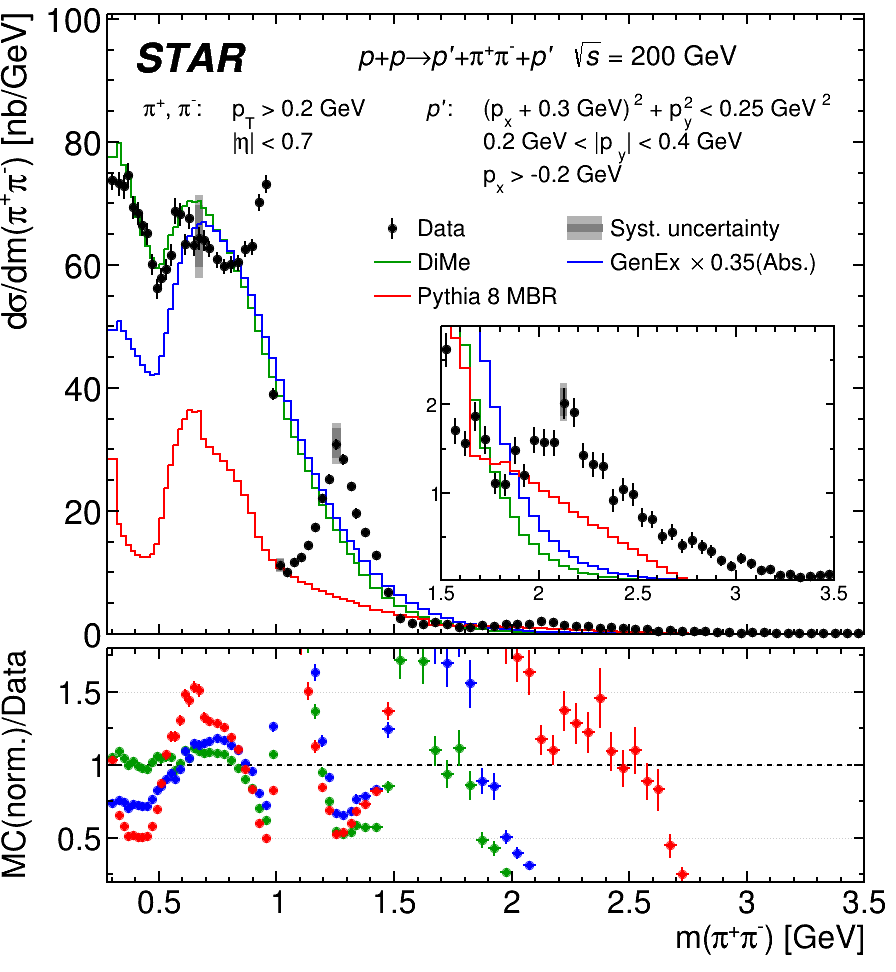 100
STAR p+p→p′+π⁺π⁻+p′ √s = 200 GeV
π⁺, π⁻: p_T > 0.2 GeV p′: (p_x + 0.3 GeV)² + p_y² < 0.25 GeV²
|η| < 0.7 0.2 GeV < |p_y| < 0.4 GeV
p_x > -0.2 GeV
Data Syst. uncertainty
DiMe GenEx × 0.35(Abs.)
Pythia 8 MBR
dσ/dm(π⁺π⁻) [nb/GeV]
80
60
40
20
0
2
1
1.5 2 2.5 3 3.5
MC(norm.)/Data
1.5
1
0.5
0.5 1 1.5 2 2.5 3 3.5
m(π⁺π⁻) [GeV]